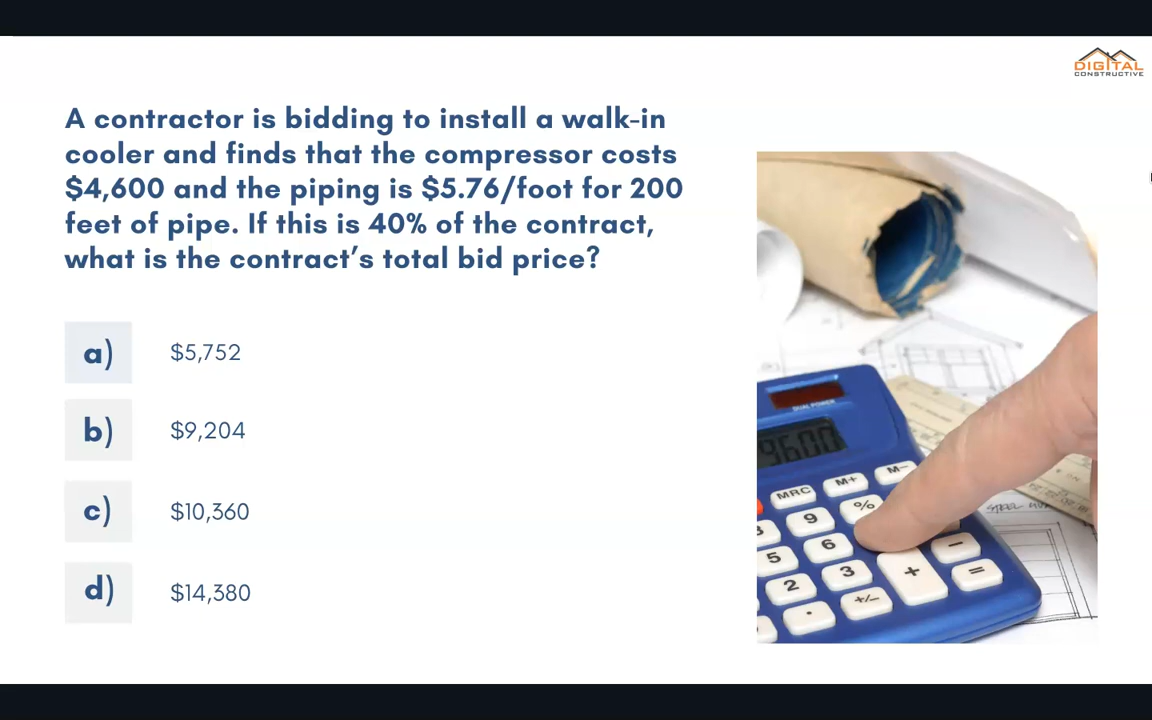 DIGITAL
CONSTRUCTIVE
A contractor is bidding to install a walk-in
cooler and finds that the compressor costs
$4,600 and the piping is $5.76/foot for 200
feet of pipe. If this is 40% of the contract,
what is the contract's total bid price?
a) $5,752
b) $9,204
c) $10,360
d) $14,380
DUAL POWER
9600
MRC M+ M-
9 %
5 6
2 3 + - =
. +/-